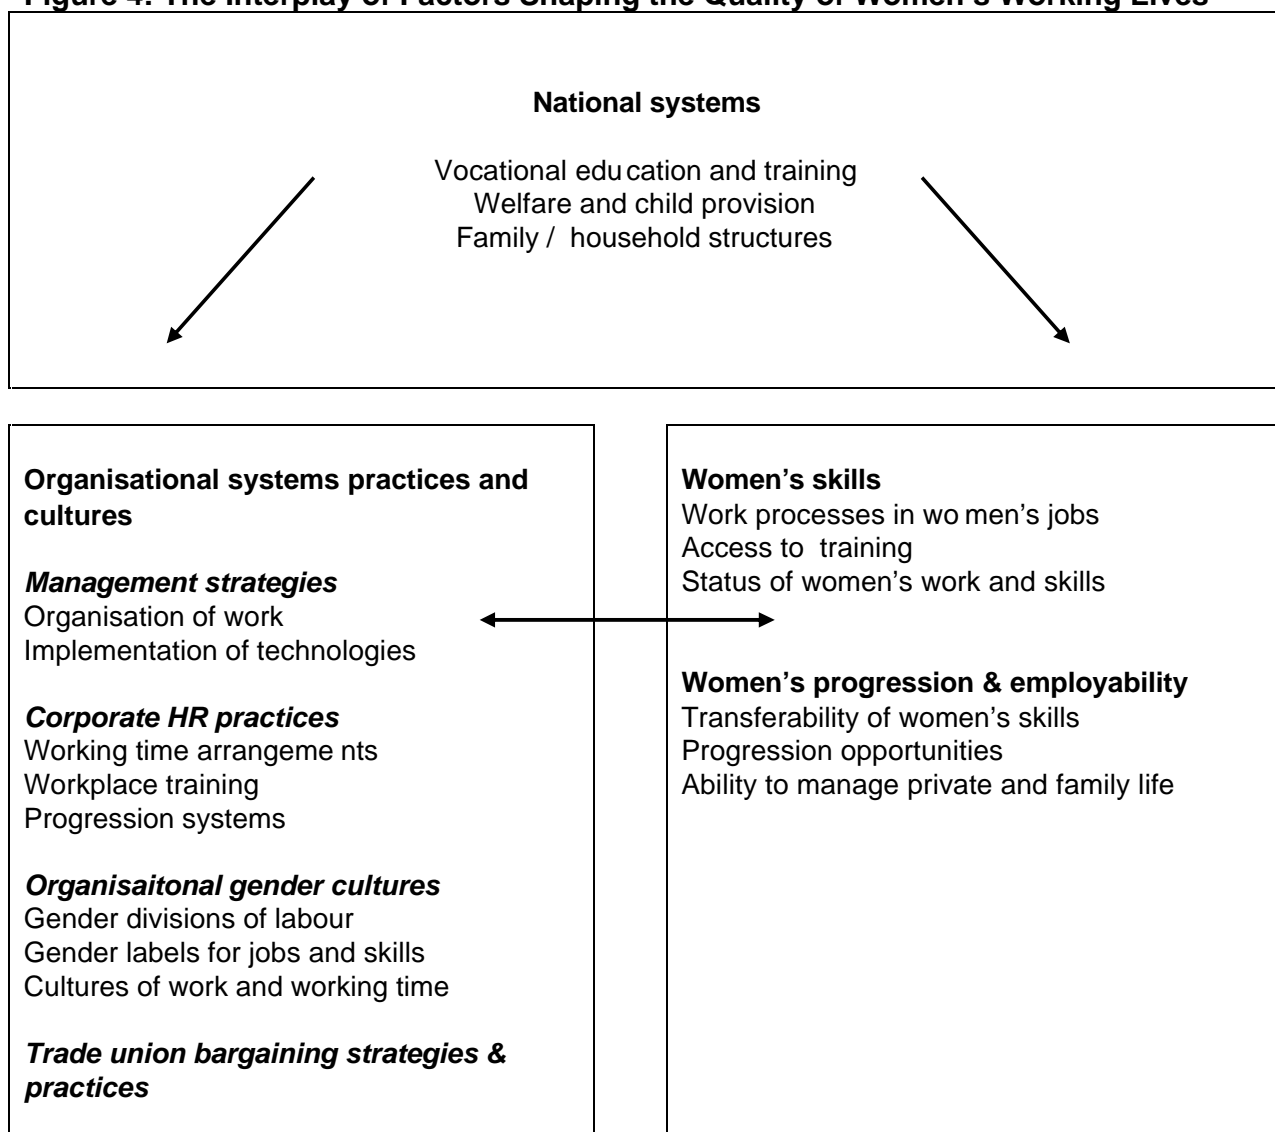 Figure 4: The Interplay of Factors Shaping the Quality of Women's Working Lives
National systems
Vocational education and training
Welfare and child provision
Family / household structures
Organisational systems practices and
cultures
Management strategies
Organisation of work
Implementation of technologies
Corporate HR practices
Working time arrangeme nts
Workplace training
Progression systems
Organisaitonal gender cultures
Gender divisions of labour
Gender labels for jobs and skills
Cultures of work and working time
Trade union bargaining strategies &
practices
Women’s skills
Work processes in wo men’s jobs
Access to training
Status of women’s work and skills
Women’s progression & employability
Transferability of women’s skills
Progression opportunities
Ability to manage private and family life